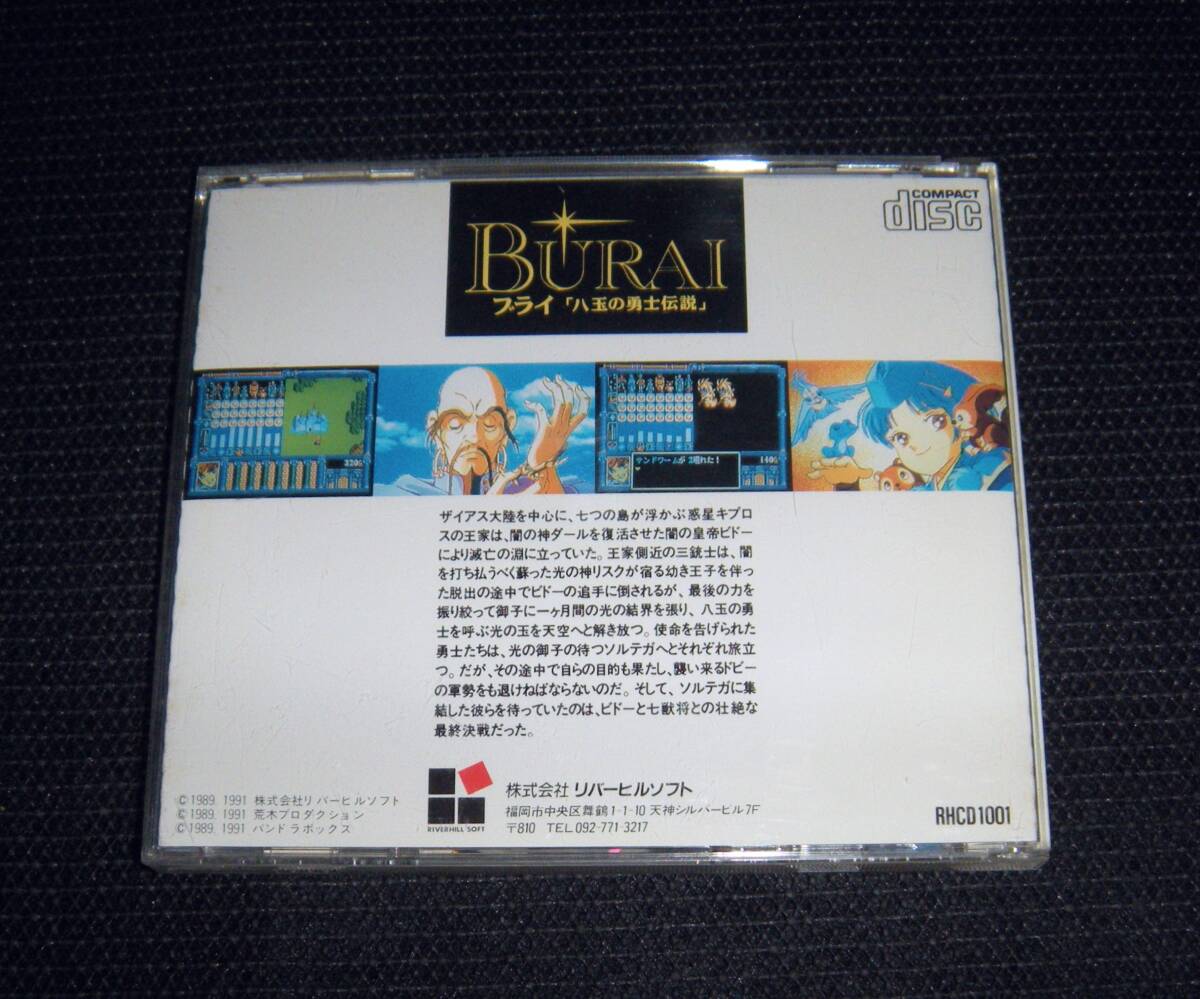 COMPACT
disc
BURAI
ブライ「八玉の勇士伝説」
320G
サンドワームが 2現れた！
140G
ザイアス大陸を中心に、七つの島が浮かぶ惑星キプロ
スの王家は、闇の神ダールを復活させた闇の皇帝ビドー
により滅亡の淵に立っていた。王家側近の三銃士は、闇
を打ち払うべく蘇った光の神リスクが宿る幼き王子を伴っ
た脱出の途中でビドーの追手に倒されるが、最後の力を
振り絞って御子に一ヶ月間の光の結界を張り、八玉の勇
士を呼ぶ光の玉を天空へと解き放つ。使命を告げられた
勇士たちは、光の御子の待つソルテガへとそれぞれ旅立
つ。だが、その途中で自らの目的も果たし、襲い来るドビー
の軍勢をも退けねばならないのだ。そして、ソルテガに集
結した彼らを待っていたのは、ビドーと七獣将との壮絶な
最終決戦だった。
RIVERHILL SOFT
株式会社 リバーヒルソフト
福岡市中央区舞鶴1-1-10 天神シルバービル7F
〒810 TEL 092-771-3217
©1989. 1991 株式会社リバーヒルソフト
©1989. 1991 荒木プロダクション
©1989. 1991 パンドラボックス
RHCD1001